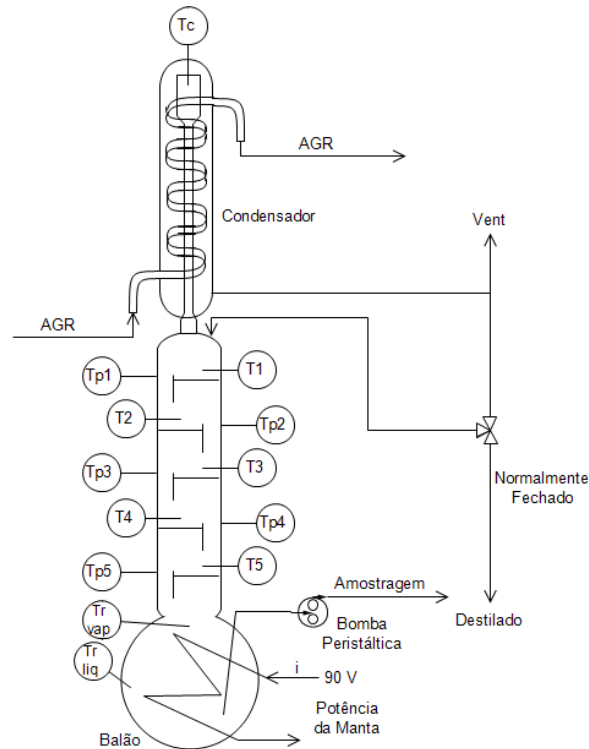 Tc
AGR
Condensador
Vent
AGR
Tp1
T1
T2
Tp2
Tp3
T3
Normalmente
Fechado
T4
Tp4
Tp5
T5
Amostragem
Tr
vap
Bomba
Peristáltica
Destilado
Tr
liq
i
90 V
Potência
da Manta
Balão